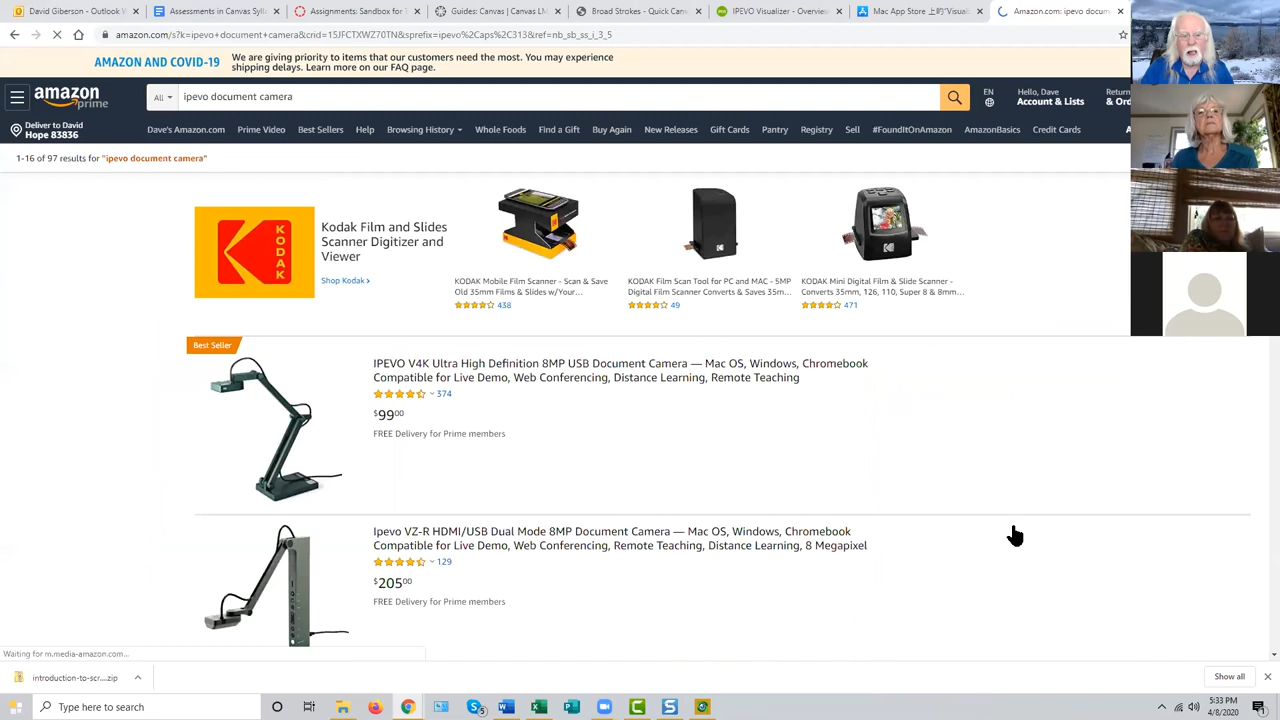 Daves (giberson) - Outlook W
Assessments in Canvas Syll
Assignments Sandbox for T
Guides: Canvas LM
Broad Strokes - Quick Canv
IPEVO Visualizer - Overvie
Mac App Store 上的"Visuali
Amazon.com: ipevo docum
amazon.com/s?k=ipevo+document+camera&crid=1SJFCTXWZ70TN&sprefix=ipevo%2Caps%2C313&ref=nb_sb_ss_i_3_5
AMAZON AND COVID-19
We are giving priority to items that our customers need the most. You may experience
shipping delays. Learn more on our FAQ page.
amazon
prime
All
ipevo document camera
EN
Hello, Dave
Account & Lists
Return
& Ord
Deliver to David
Hope 83836
Dave's Amazon.com
Prime Video
Best Sellers
Help
Browsing History
Whole Foods
Find a Gift
Buy Again
New Releases
Gift Cards
Pantry
Registry
Sell
#FoundItOnAmazon
AmazonBasics
Credit Cards
1-16 of 97 results for "ipevo document camera"
KODAK
Kodak Film and Slides
Scanner Digitizer and
Viewer
Shop Kodak ›
KODAK Mobile Film Scanner - Scan & Save
Old 35mm Films & Slides w/Your...
438
KODAK Film Scan Tool for PC and MAC - 5MP
Digital Film Scanner Converts & Saves 35m...
49
KODAK Mini Digital Film & Slide Scanner -
Converts 35mm, 126, 110, Super 8 & 8mm...
471
Best Seller
IPEVO V4K Ultra High Definition 8MP USB Document Camera — Mac OS, Windows, Chromebook
Compatible for Live Demo, Web Conferencing, Distance Learning, Remote Teaching
374
$99.00
FREE Delivery for Prime members
Ipevo VZ-R HDMI/USB Dual Mode 8MP Document Camera — Mac OS, Windows, Chromebook
Compatible for Live Demo, Web Conferencing, Remote Teaching, Distance Learning, 8 Megapixel
129
$205.00
FREE Delivery for Prime members
Waiting for m.media-amazon.com...
introduction-to-scr....zip
Show all
Type here to search
5:33 PM
4/8/2020